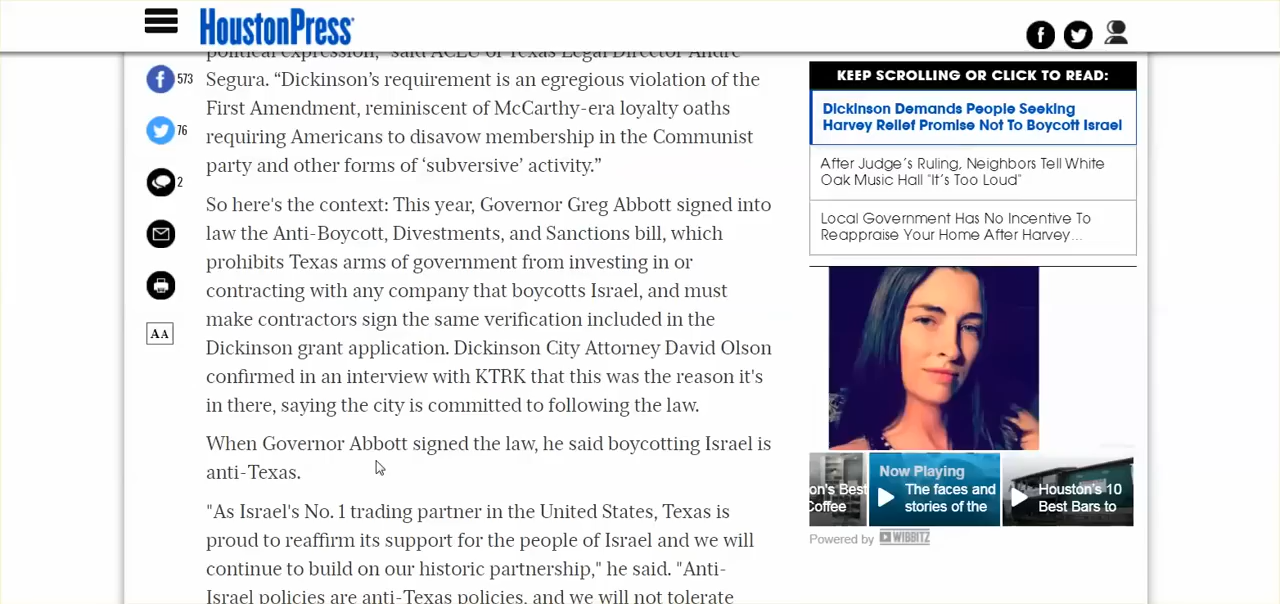 HoustonPress
f
573
76
2
AA
political expression," said ACLU of Texas Legal Director Andre
Segura. “Dickinson’s requirement is an egregious violation of the
First Amendment, reminiscent of McCarthy-era loyalty oaths
requiring Americans to disavow membership in the Communist
party and other forms of ‘subversive’ activity.”
So here's the context: This year, Governor Greg Abbott signed into
law the Anti-Boycott, Divestments, and Sanctions bill, which
prohibits Texas arms of government from investing in or
contracting with any company that boycotts Israel, and must
make contractors sign the same verification included in the
Dickinson grant application. Dickinson City Attorney David Olson
confirmed in an interview with KTRK that this was the reason it's
in there, saying the city is committed to following the law.
When Governor Abbott signed the law, he said boycotting Israel is
anti-Texas.
"As Israel's No. 1 trading partner in the United States, Texas is
proud to reaffirm its support for the people of Israel and we will
continue to build on our historic partnership," he said. "Anti-
Israel policies are anti-Texas policies, and we will not tolerate
KEEP SCROLLING OR CLICK TO READ:
Dickinson Demands People Seeking
Harvey Relief Promise Not To Boycott Israel
After Judge’s Ruling, Neighbors Tell White
Oak Music Hall "It’s Too Loud"
Local Government Has No Incentive To
Reappraise Your Home After Harvey...
on's Best
Coffee
Now Playing
The faces and
stories of the
Houston's 10
Best Bars to
Powered by WIBBITZ